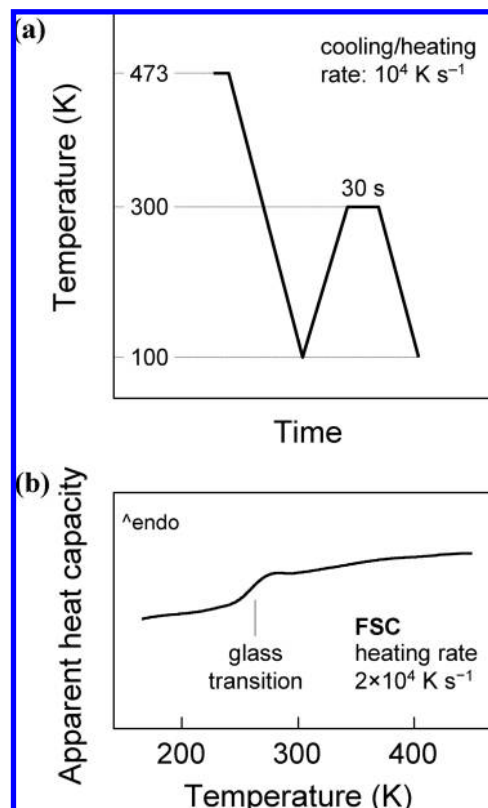 (a)
cooling/heating
rate: 10⁴ K s⁻¹
Temperature (K)
473
30 s
300
100
Time
(b)
Apparent heat capacity
^endo
glass
transition
FSC
heating rate
2×10⁴ K s⁻¹
200 300 400
Temperature (K)